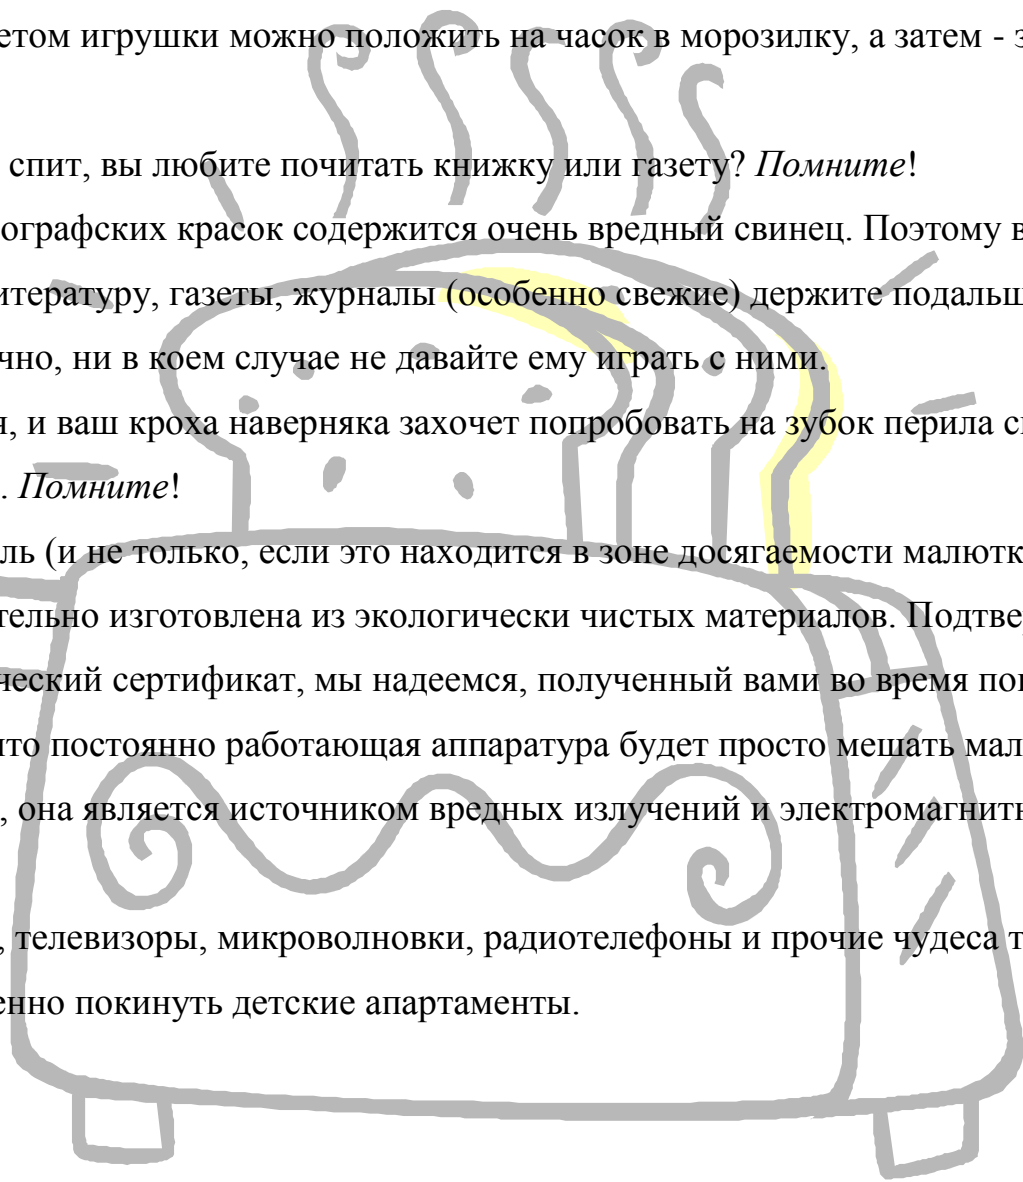 етом игрушки можно положить на часок в морозилку, а затем - з
спит, вы любите почитать книжку или газету? Помните!
ографских красок содержится очень вредный свинец. Поэтому в
итературу, газеты, журналы (особенно свежие) держите подальш
чно, ни в коем случае не давайте ему играть с ними.
я, и ваш кроха наверняка захочет попробовать на зубок перила с
. Помните!
ль (и не только, если это находится в зоне досягаемости малютк
тельно изготовлена из экологически чистых материалов. Подтве
ческий сертификат, мы надеемся, полученный вами во время по
что постоянно работающая аппаратура будет просто мешать мал
, она является источником вредных излучений и электромагнитн
, телевизоры, микроволновки, радиотелефоны и прочие чудеса т
енно покинуть детские апартаменты.